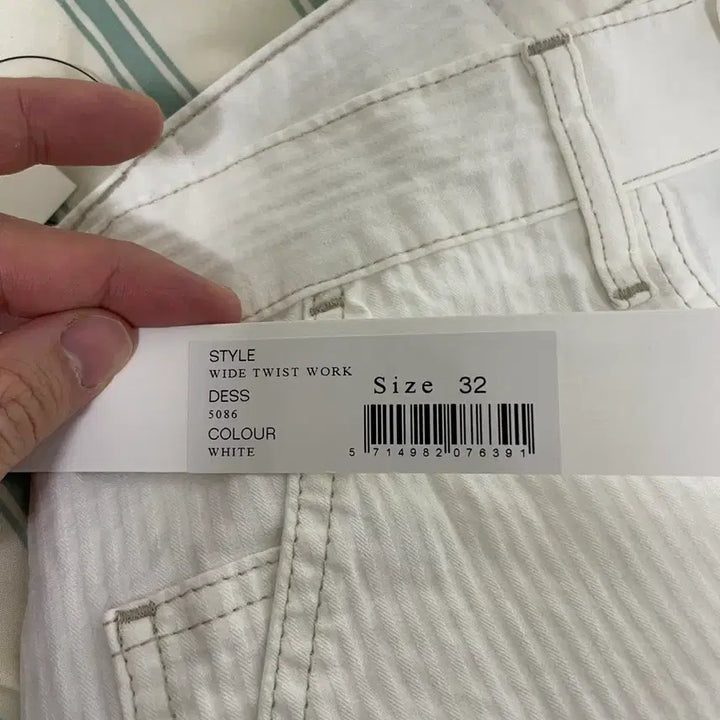 STYLE
WIDE TWIST WORK
DESS
5086
COLOUR
WHITE
Size 32
5 714982 076391